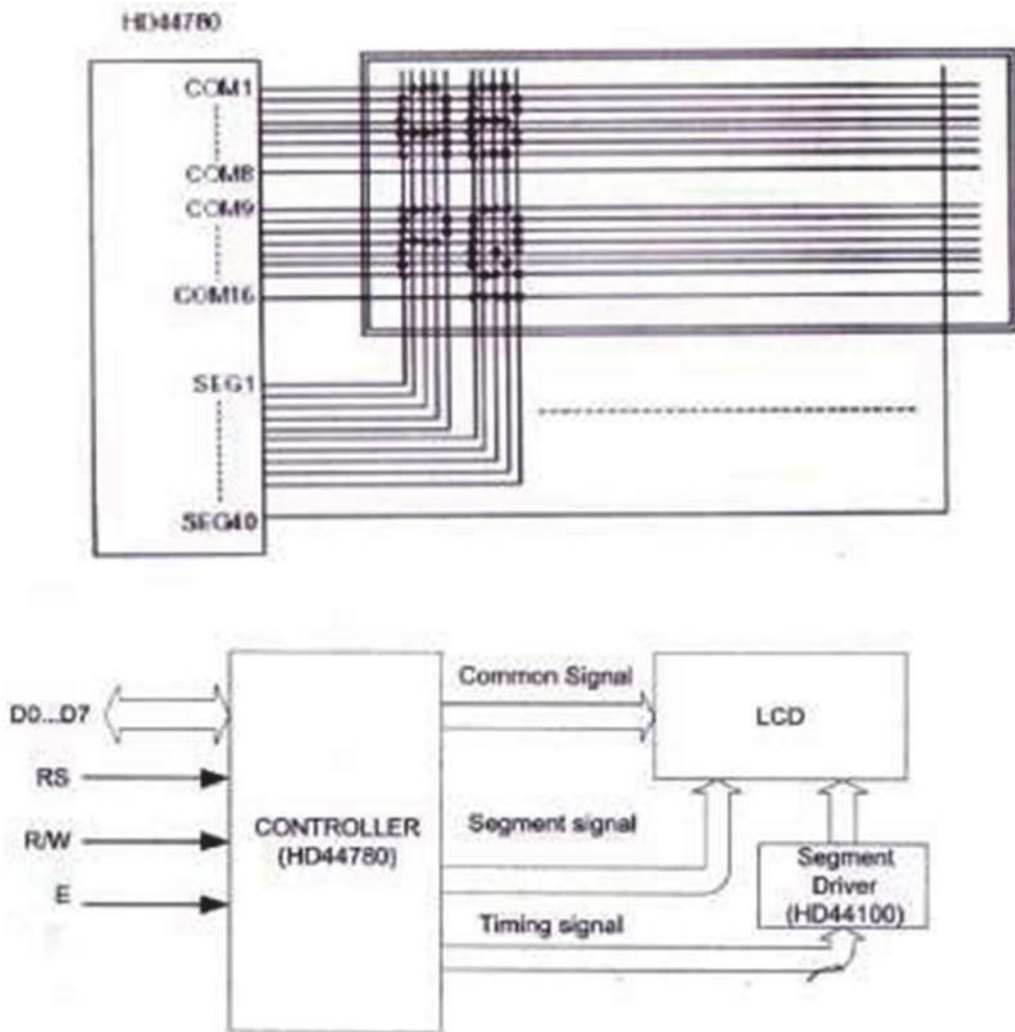 HD44780
COM1
COM8
COM9
COM16
SEG1
SEG40
D0...D7
RS
R/W
E
CONTROLLER
(HD44780)
Common Signal
Segment signal
Timing signal
LCD
Segment
Driver
(HD44100)